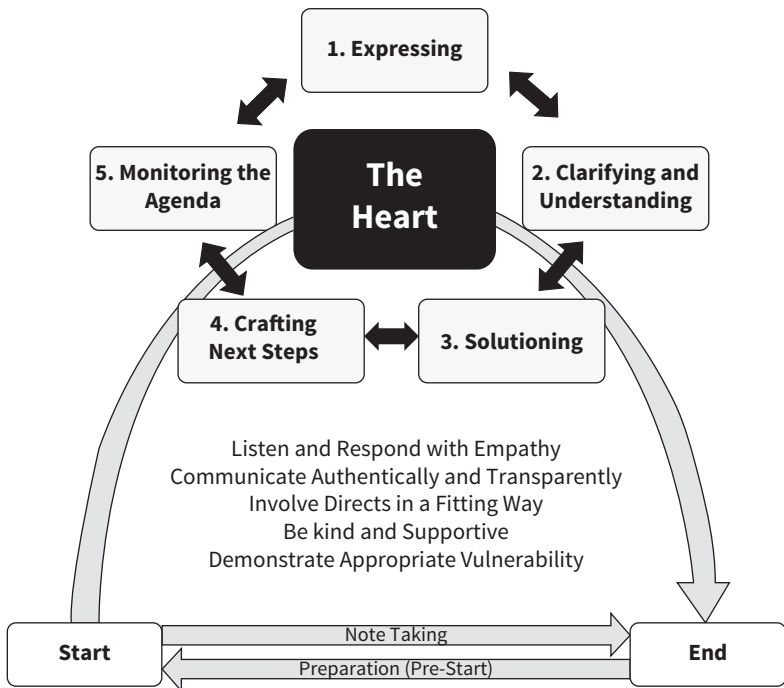 1. Expressing
The
Heart
5. Monitoring the
Agenda
2. Clarifying and
Understanding
4. Crafting
Next Steps
3. Solutioning
Listen and Respond with Empathy
Communicate Authentically and Transparently
Involve Directs in a Fitting Way
Be kind and Supportive
Demonstrate Appropriate Vulnerability
Start
Note Taking
Preparation (Pre-Start)
End